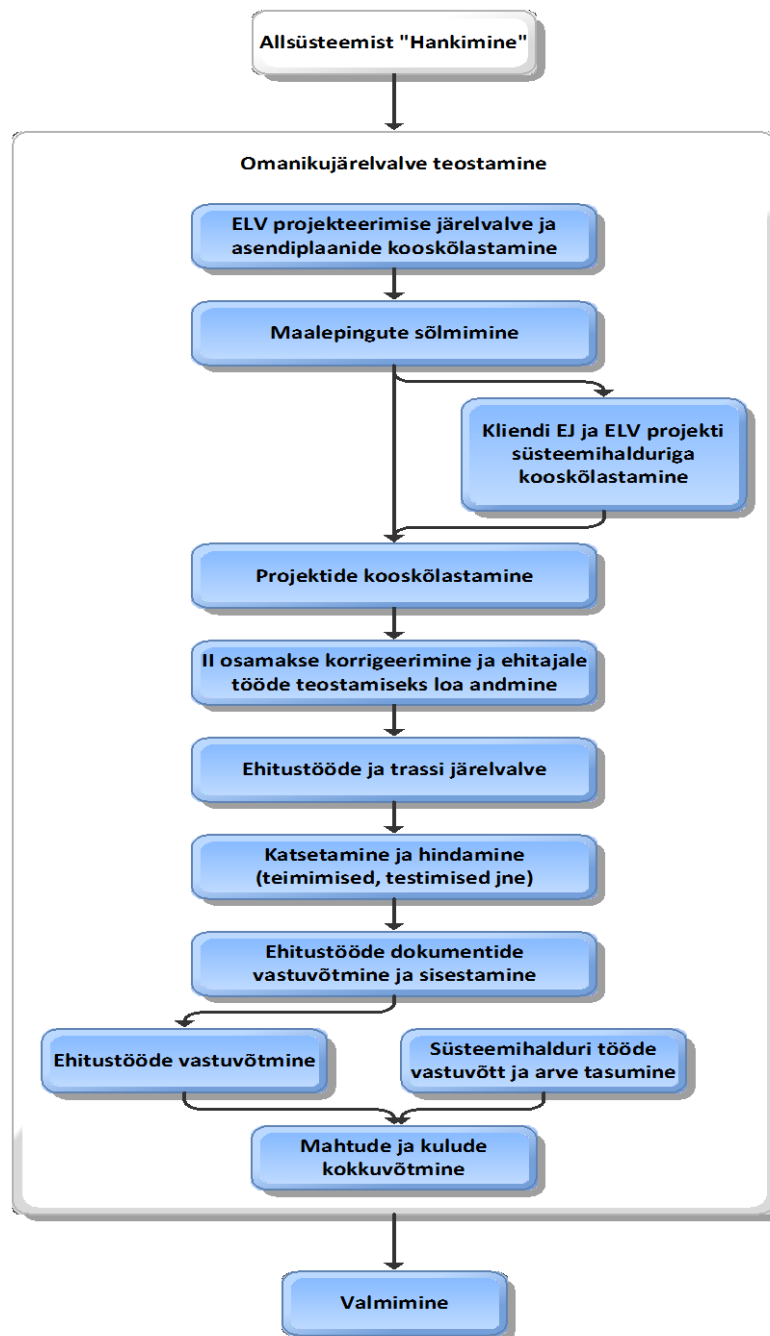 Allsüsteemist "Hankimine"
Omanikujärelvalve teostamine
ELV projekteerimise järelvalve ja
asendiplaanide kooskõlastamine
Maalepingute sõlmimine
Kliendi EJ ja ELV projekti
süsteemihalduriga
kooskõlastamine
Projektide kooskõlastamine
II osamakse korrigeerimine ja ehitajale
tööde teostamiseks loa andmine
Ehitustööde ja trassi järelvalve
Katsetamine ja hindamine
(teimimised, testimised jne)
Ehitustööde dokumentide
vastuvõtmine ja sisestamine
Ehitustööde vastuvõtmine
Süsteemihalduri tööde
vastuvõtt ja arve tasumine
Mahtude ja kulude
kokkuvõtmine
Valmimine